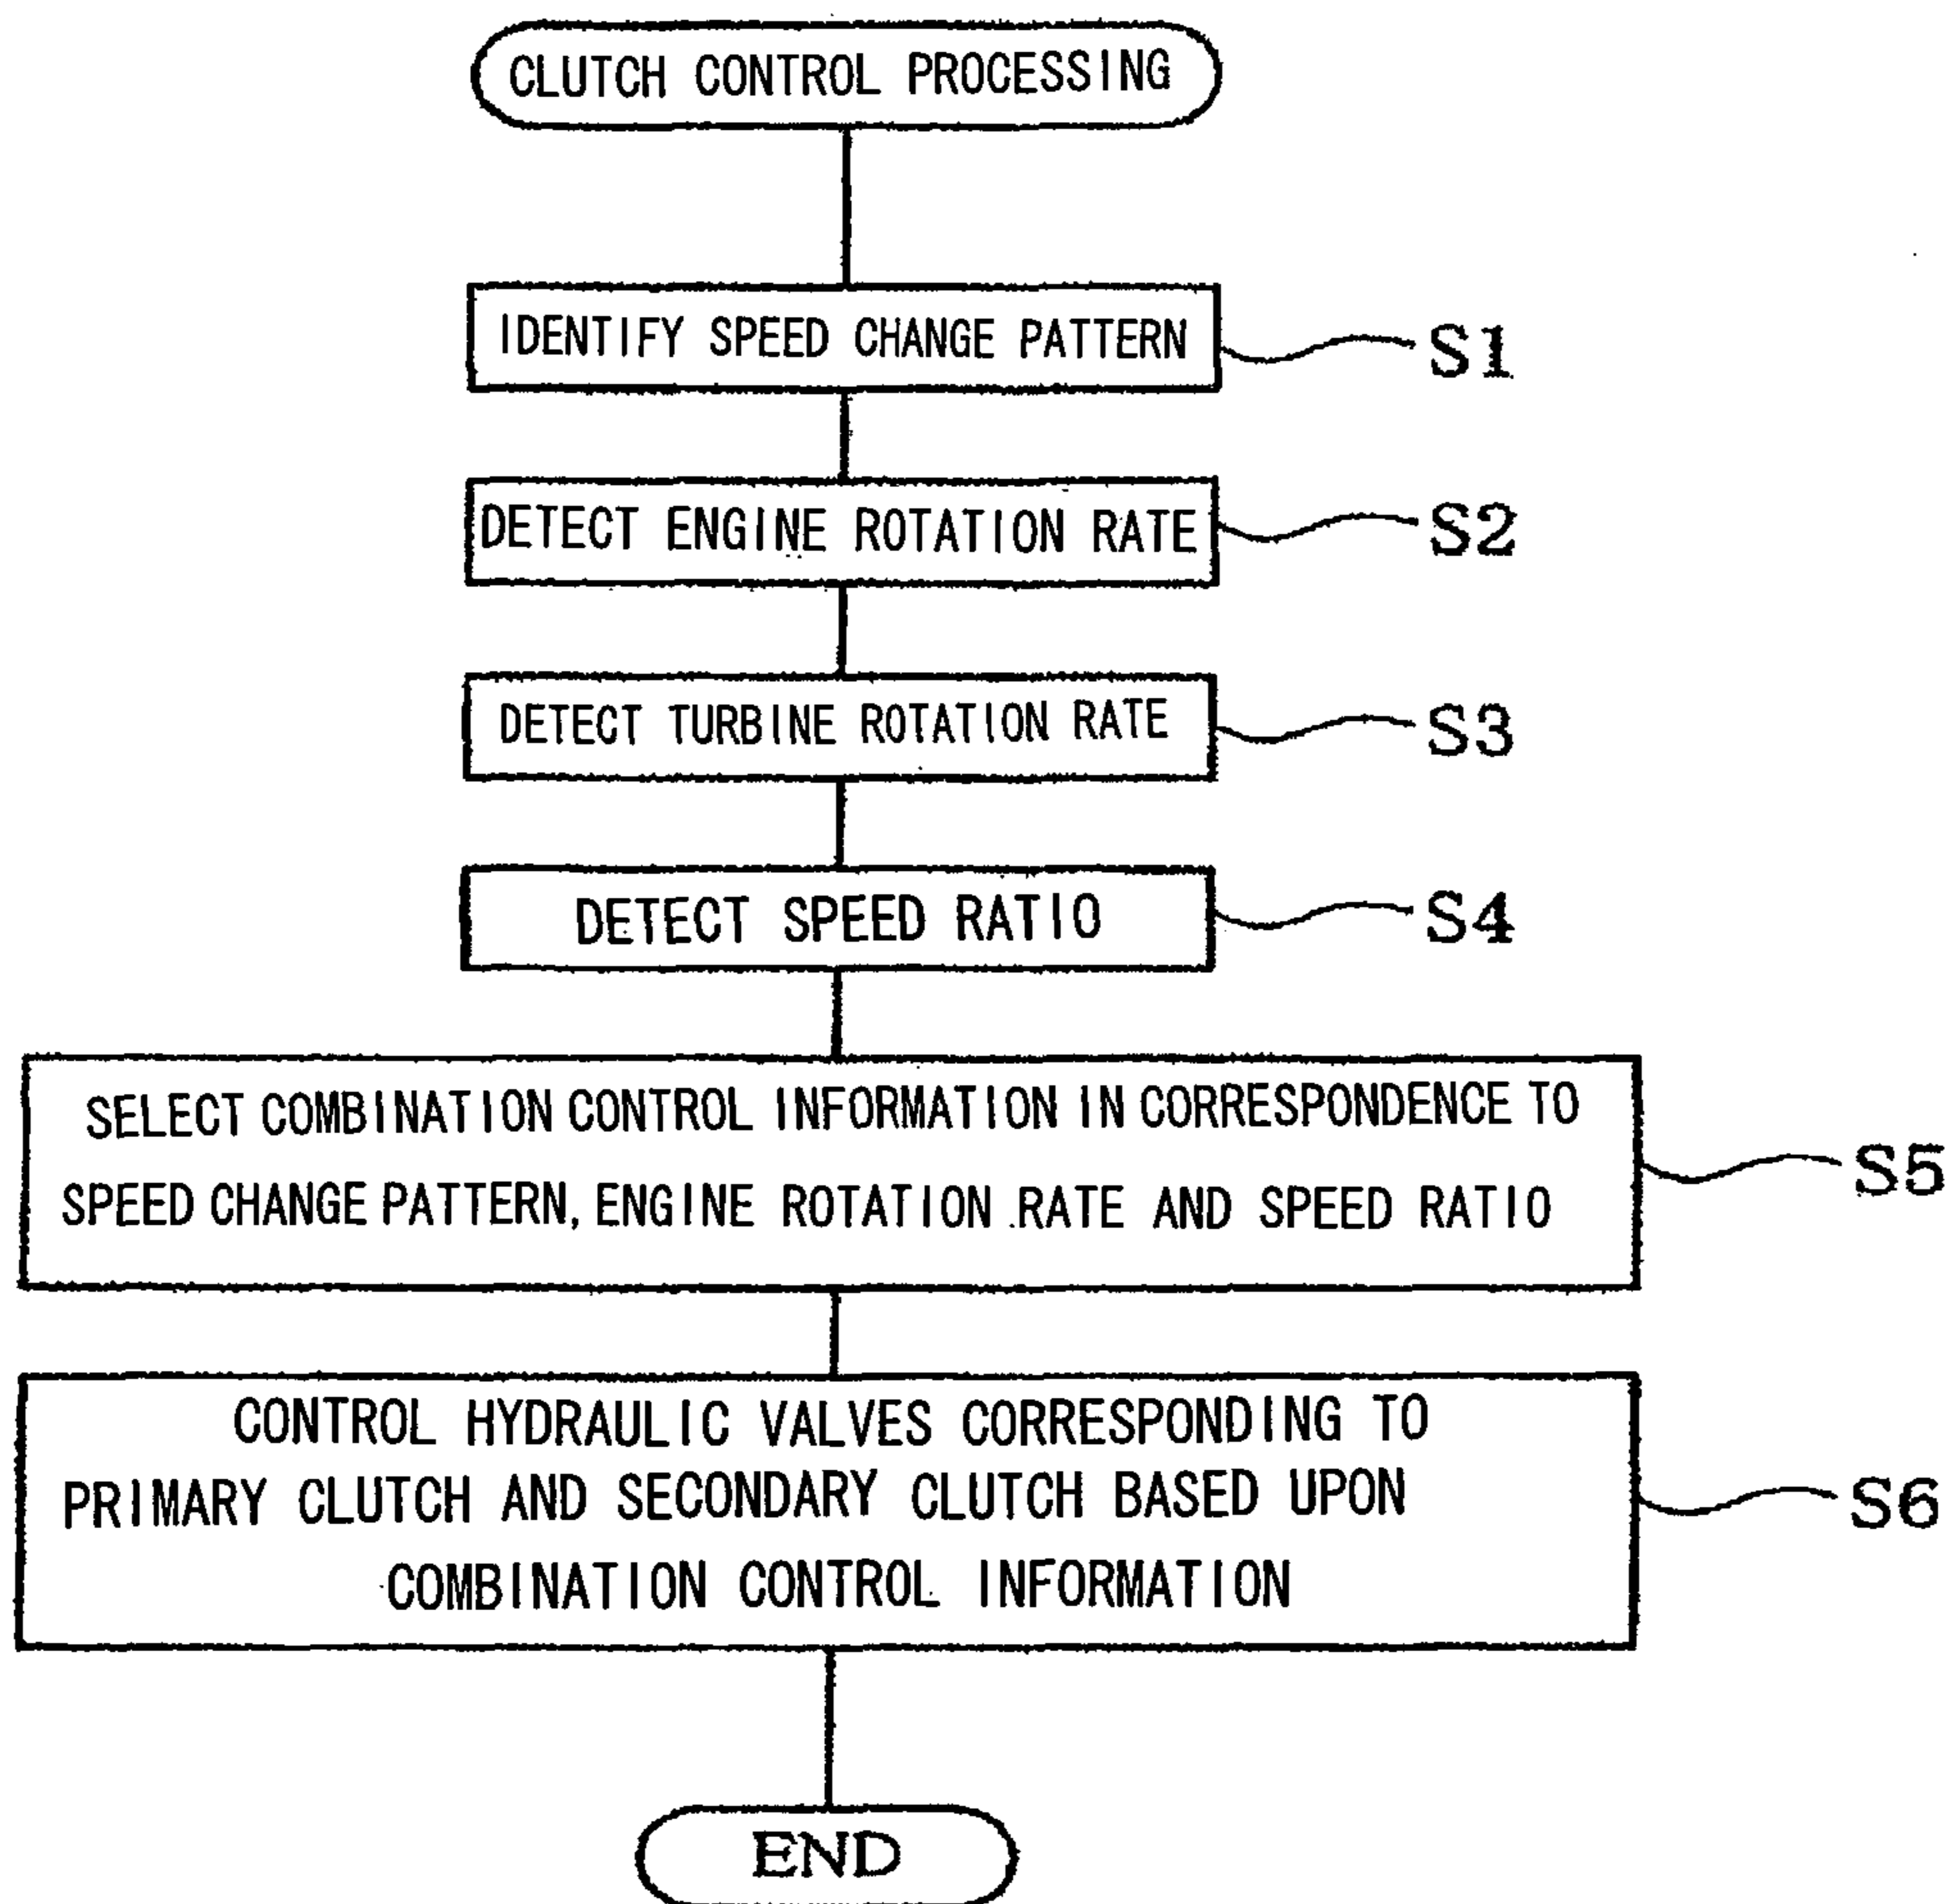 CLUTCH CONTROL PROCESSING
IDENTIFY SPEED CHANGE PATTERN
S1
DETECT ENGINE ROTATION RATE
S2
DETECT TURBINE ROTATION RATE
S3
DETECT SPEED RATIO
S4
SELECT COMBINATION CONTROL INFORMATION IN CORRESPONDENCE TO
SPEED CHANGE PATTERN, ENGINE ROTATION RATE AND SPEED RATIO
S5
CONTROL HYDRAULIC VALVES CORRESPONDING TO
PRIMARY CLUTCH AND SECONDARY CLUTCH BASED UPON
COMBINATION CONTROL INFORMATION
S6
END